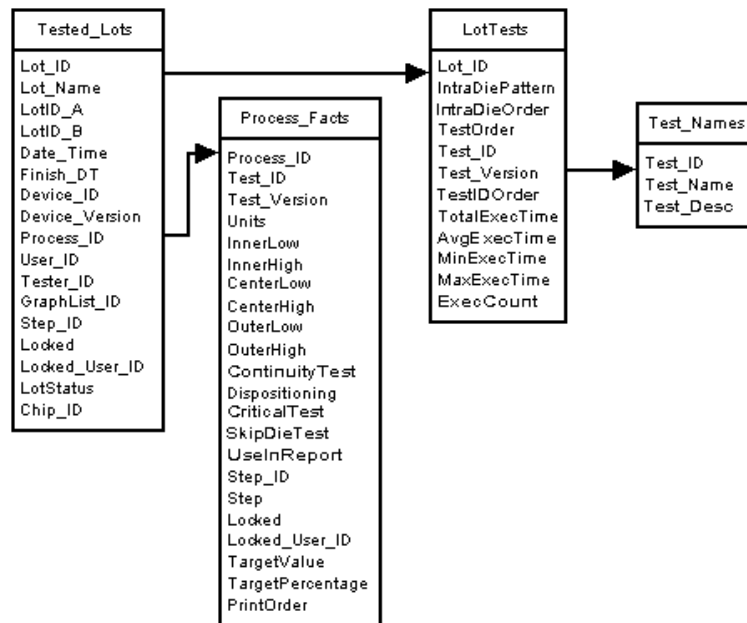 Tested_Lots
Lot_ID
Lot_Name
LotID_A
LotID_B
Date_Time
Finish_DT
Device_ID
Device_Version
Process_ID
User_ID
Tester_ID
GraphList_ID
Step_ID
Locked
Locked_User_ID
LotStatus
Chip_ID
Process_Facts
Process_ID
Test_ID
Test_Version
Units
InnerLow
InnerHigh
CenterLow
CenterHigh
OuterLow
OuterHigh
ContinuityTest
Dispositioning
CriticalTest
SkipDieTest
UseInReport
Step_ID
Step
Locked
Locked_User_ID
TargetValue
TargetPercentage
PrintOrder
LotTests
Lot_ID
IntraDiePattern
IntraDieOrder
TestOrder
Test_ID
Test_Version
TestIDOrder
TotalExecTime
AvgExecTime
MinExecTime
MaxExecTime
ExecCount
Test_Names
Test_ID
Test_Name
Test_Desc